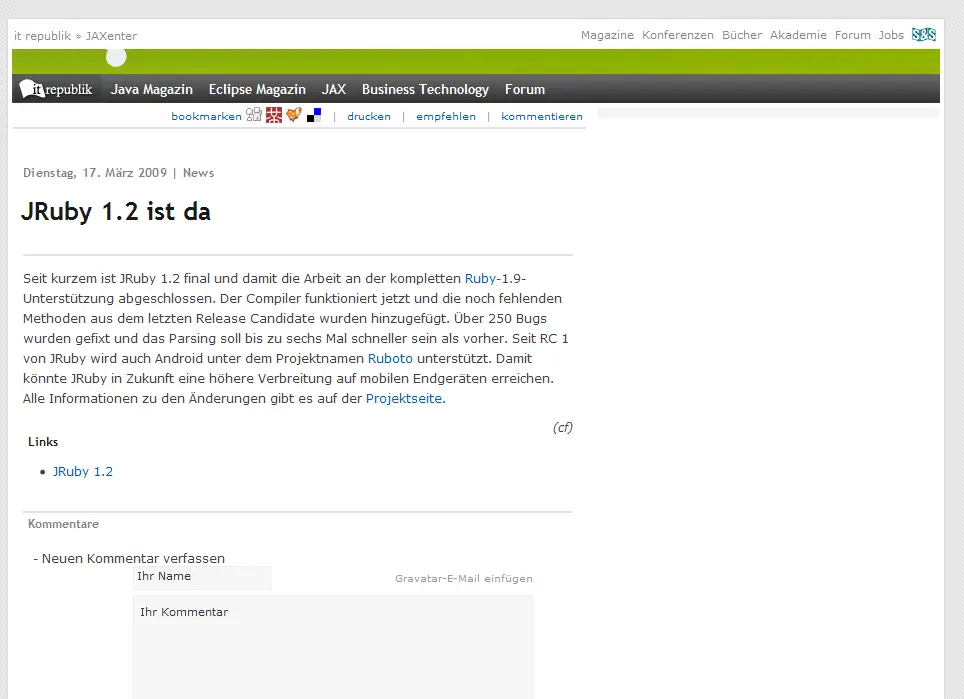 it republik » JAXenter
Magazine Konferenzen Bücher Akademie Forum Jobs S&S
it republik Java Magazin Eclipse Magazin JAX Business Technology Forum
bookmarken | drucken | empfehlen | kommentieren
Dienstag, 17. März 2009 | News
JRuby 1.2 ist da
Seit kurzem ist JRuby 1.2 final und damit die Arbeit an der kompletten Ruby-1.9-
Unterstützung abgeschlossen. Der Compiler funktioniert jetzt und die noch fehlenden
Methoden aus dem letzten Release Candidate wurden hinzugefügt. Über 250 Bugs
wurden gefixt und das Parsing soll bis zu sechs Mal schneller sein als vorher. Seit RC 1
von JRuby wird auch Android unter dem Projektnamen Ruboto unterstützt. Damit
könnte JRuby in Zukunft eine höhere Verbreitung auf mobilen Endgeräten erreichen.
Alle Informationen zu den Änderungen gibt es auf der Projektseite.
(cf)
Links
• JRuby 1.2
Kommentare
- Neuen Kommentar verfassen
Ihr Name
Gravatar-E-Mail einfügen
Ihr Kommentar